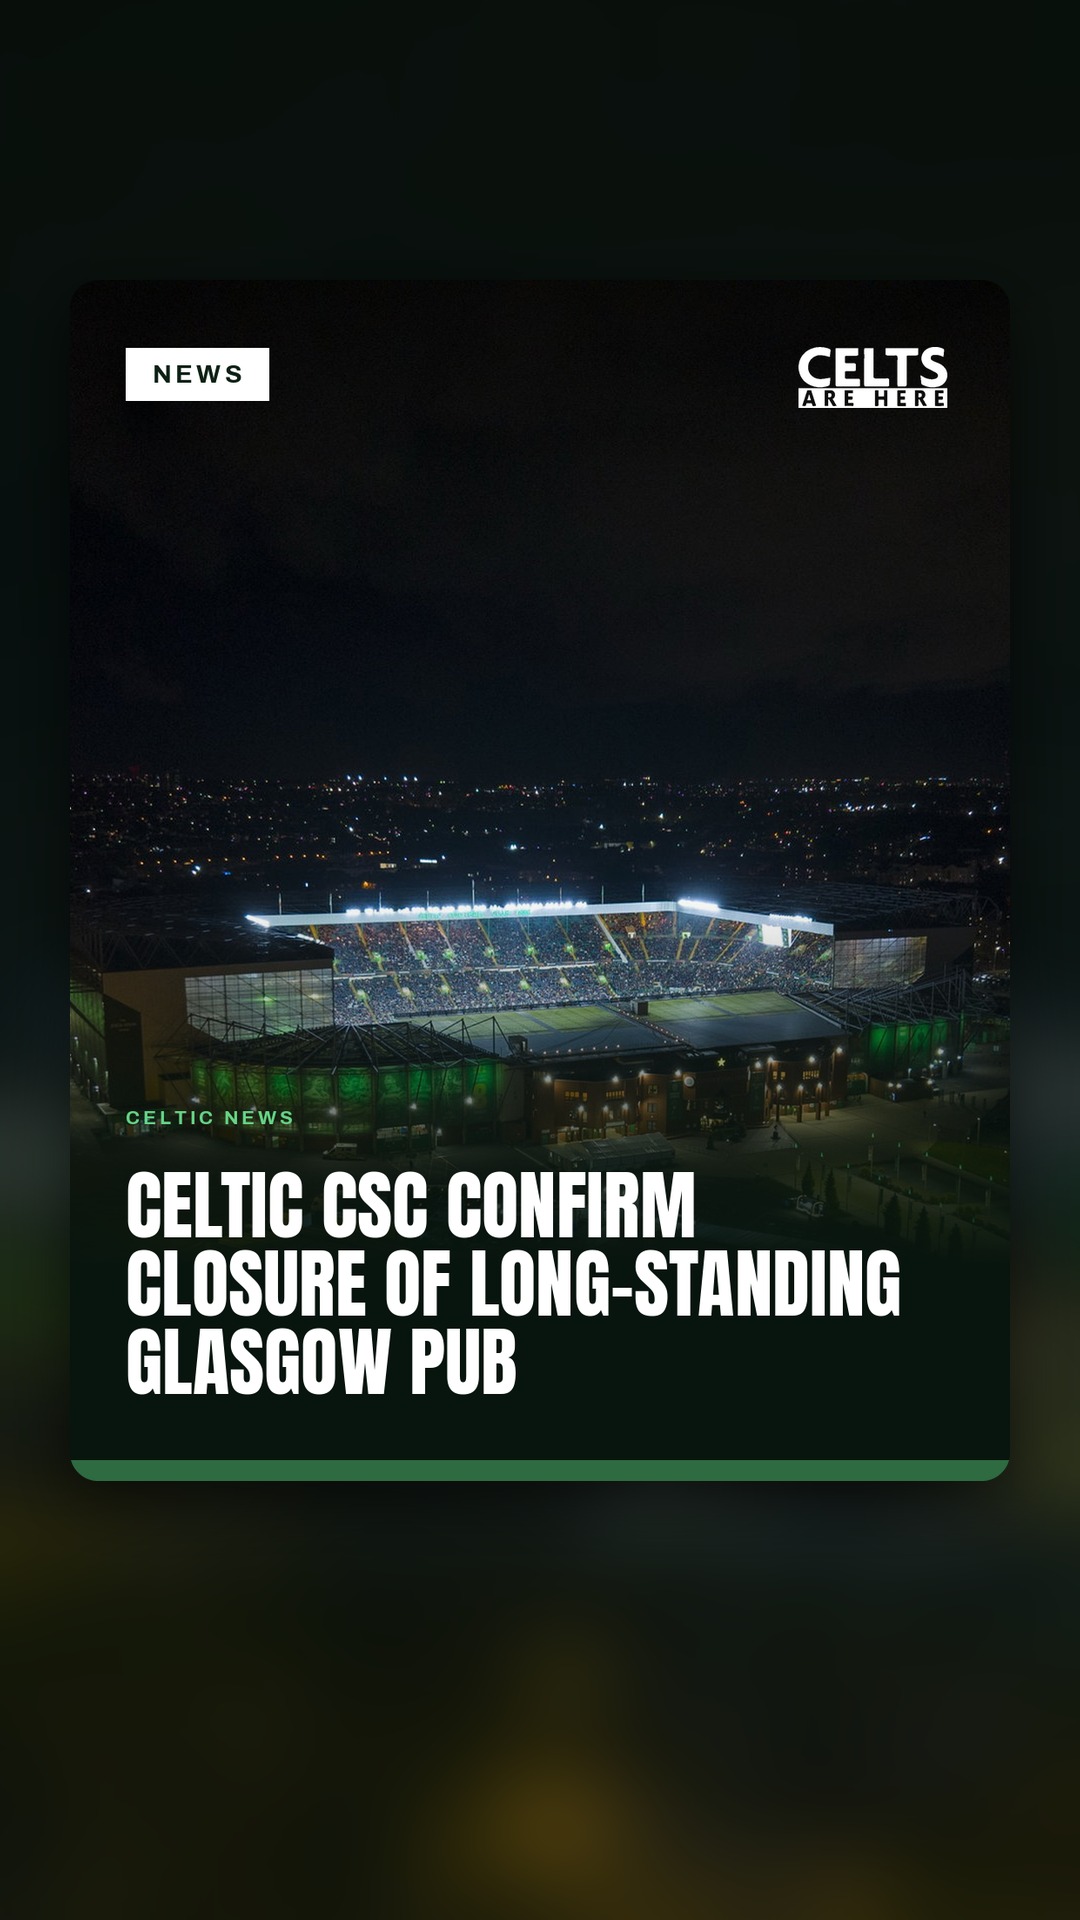 NEWS
CELTS
ARE HERE
CELTIC NEWS
CELTIC CSC CONFIRM
CLOSURE OF LONG-STANDING
GLASGOW PUB